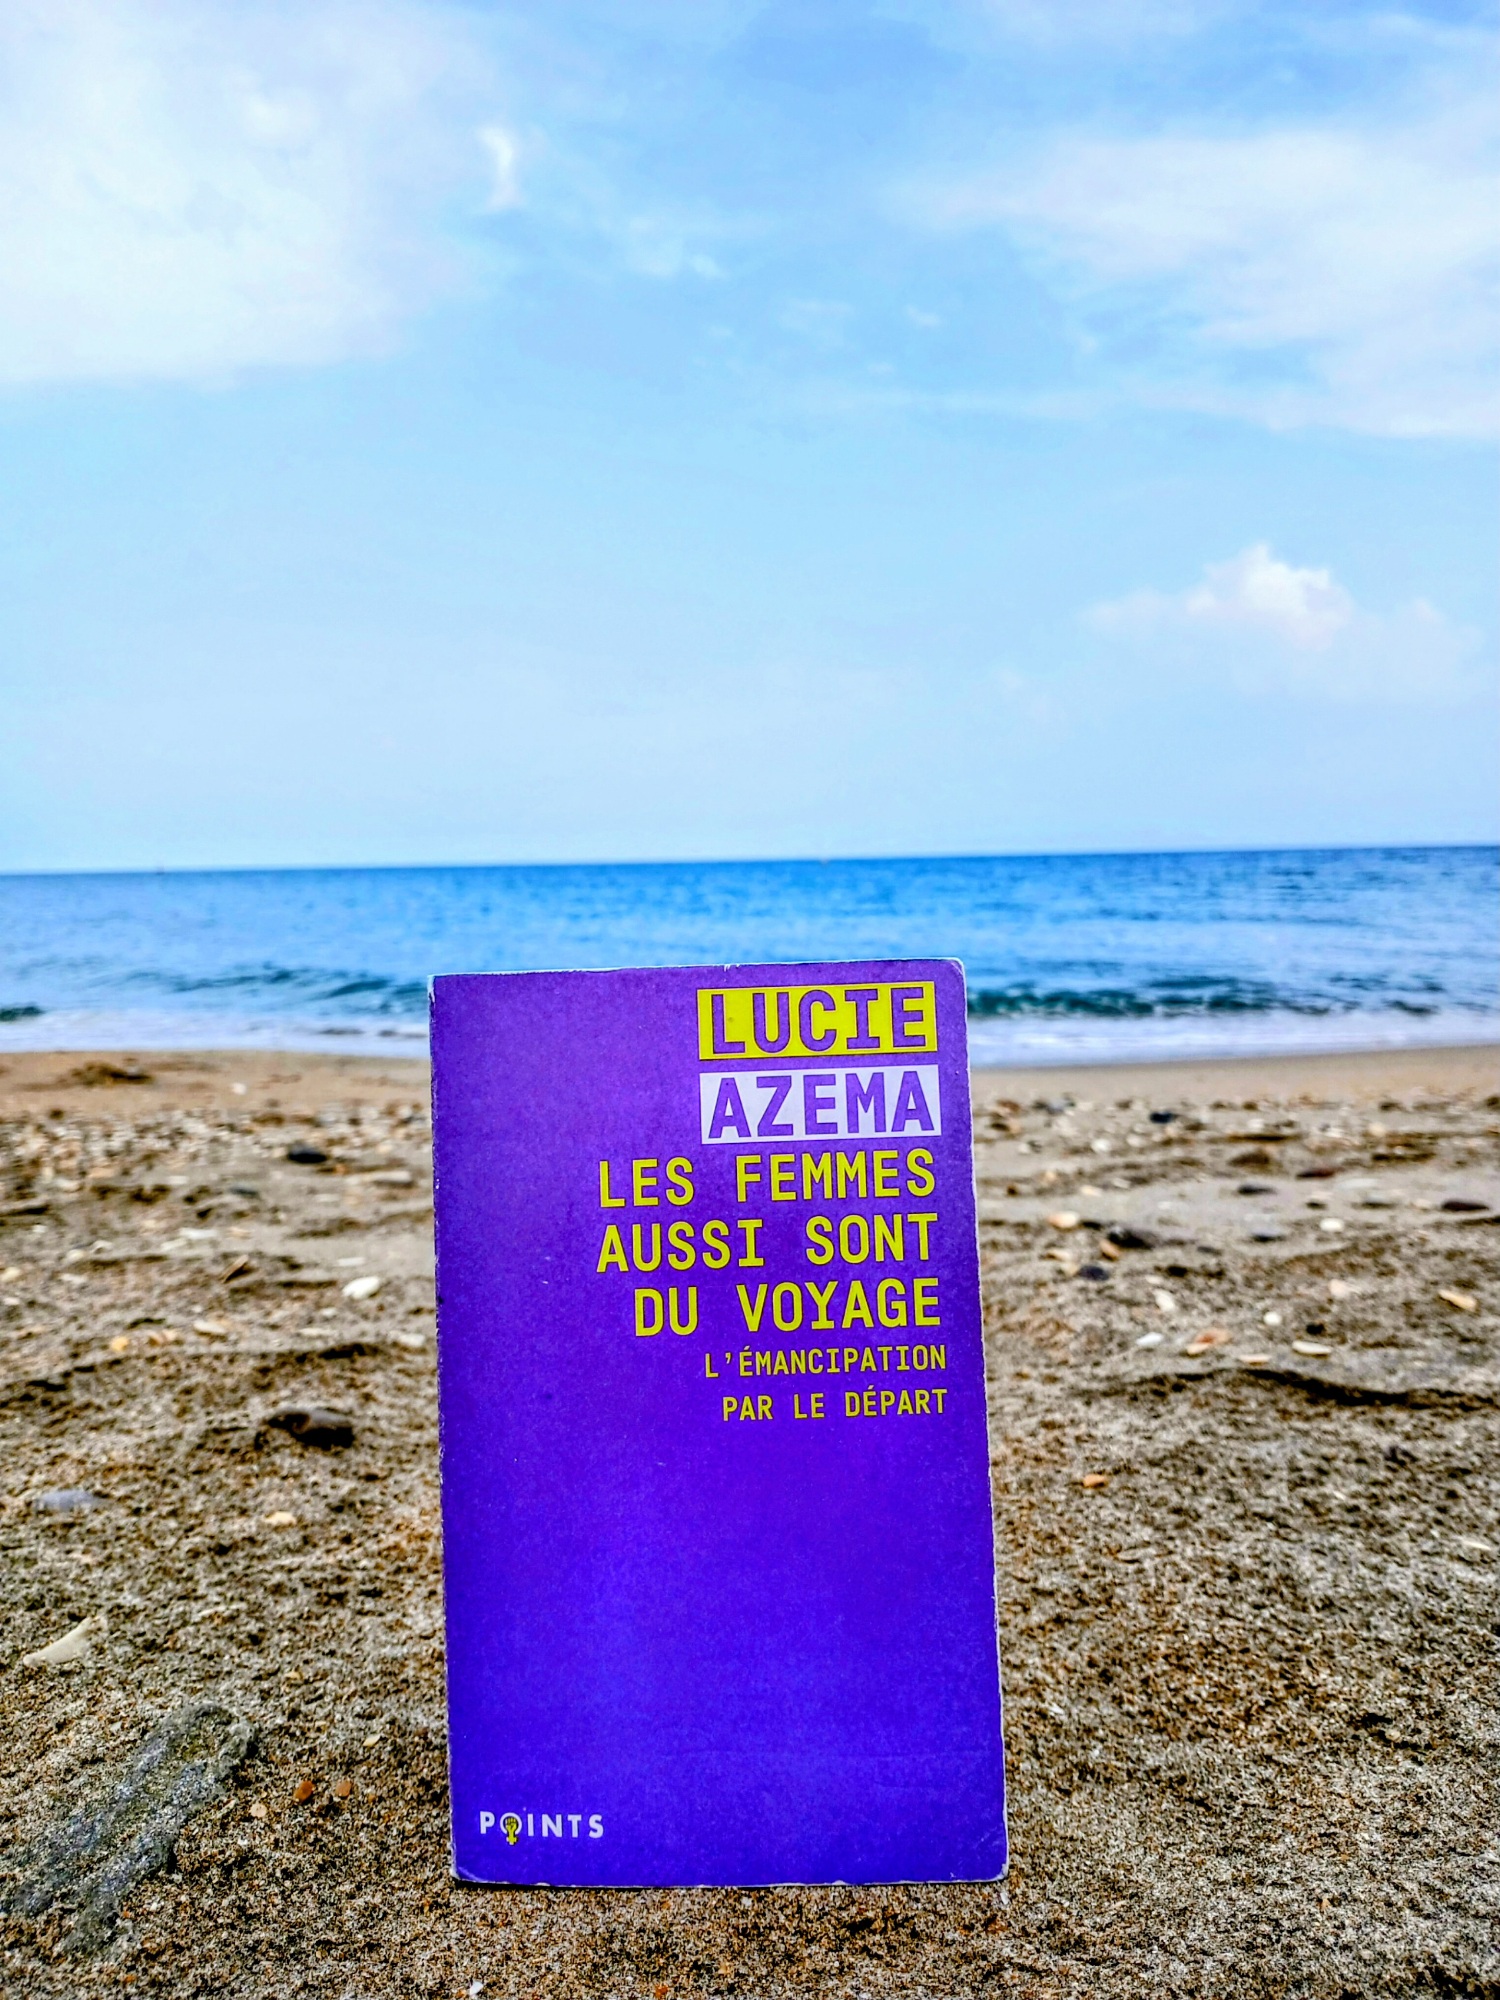 LUCIE
AZEMA
LES FEMMES
AUSSI SONT
DU VOYAGE
L'ÉMANCIPATION
PAR LE DÉPART
POINTS